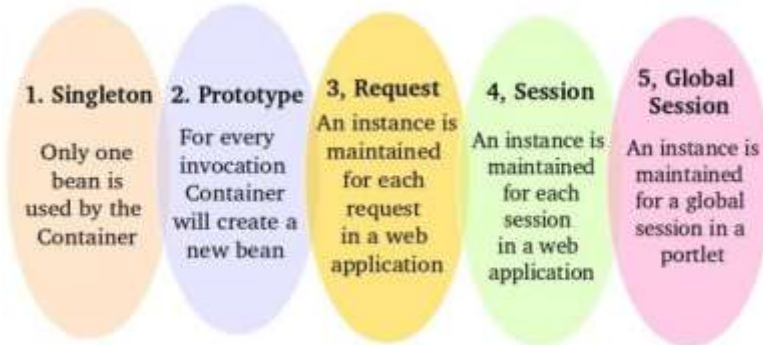 1. Singleton
Only one
bean is
used by the
Container
2. Prototype
For every
invocation
Container
will create a
new bean
3, Request
An instance is
maintained
for each
request
in a web
application
4, Session
An instance is
maintained
for each
session
in a web
application
5, Global
Session
An instance is
maintained
for a global
session in a
portlet